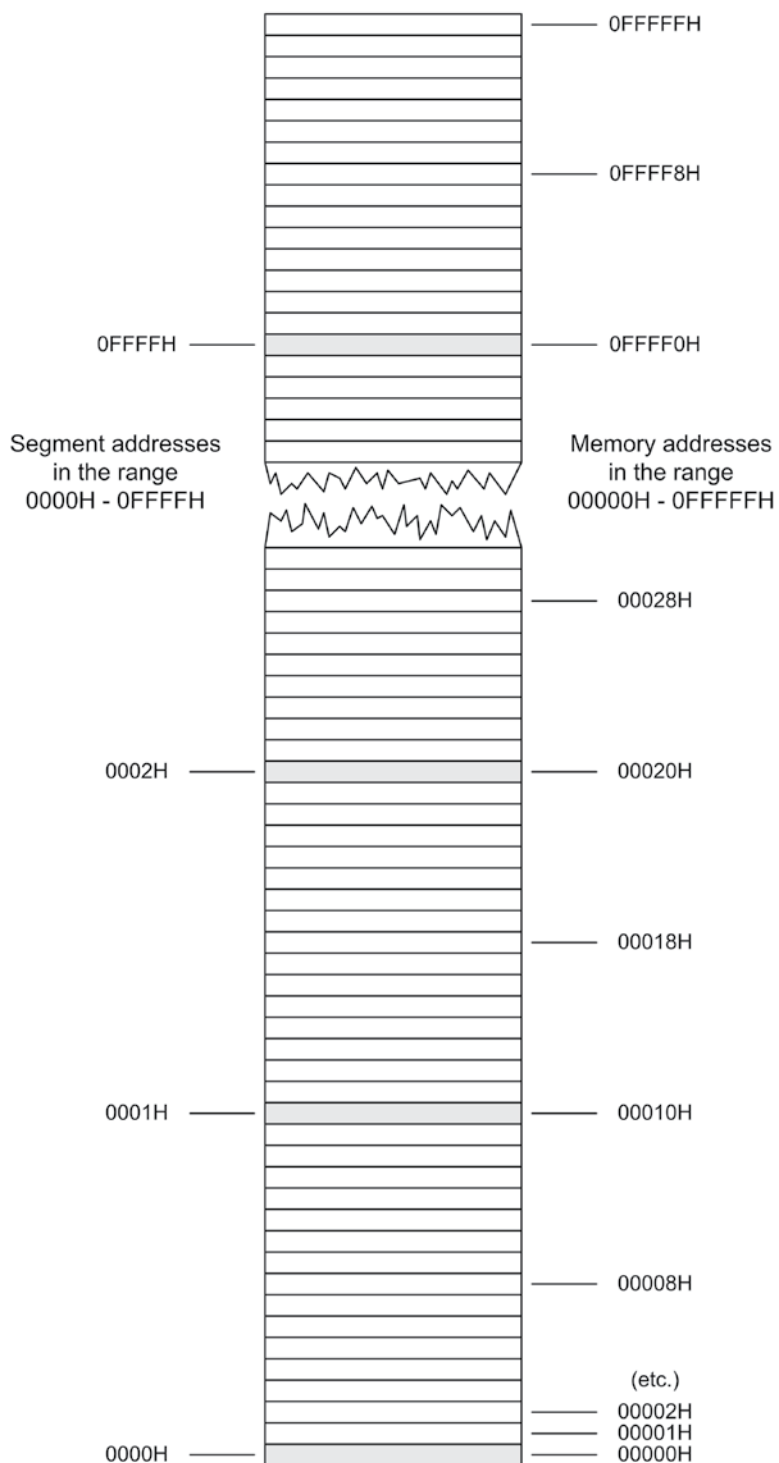 0FFFFFH
0FFFF8H
0FFFFH
0FFFF0H
Segment addresses
in the range
0000H - 0FFFFH
Memory addresses
in the range
00000H - 0FFFFFH
00028H
0002H
00020H
00018H
0001H
00010H
00008H
(etc.)
00002H
00001H
0000H
00000H